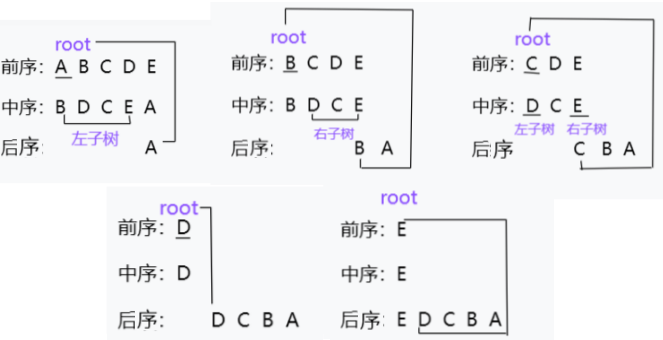 root
前序: A B C D E
中序: B D C E A
左子树
后序: A
root
前序: B C D E
中序: B D C E
右子树
后序: B A
root
前序: C D E
中序: D C E
左子树 右子树
后序 C B A
root
前序: D
中序: D
后序: D C B A
root
前序: E
中序: E
后序: E D C B A